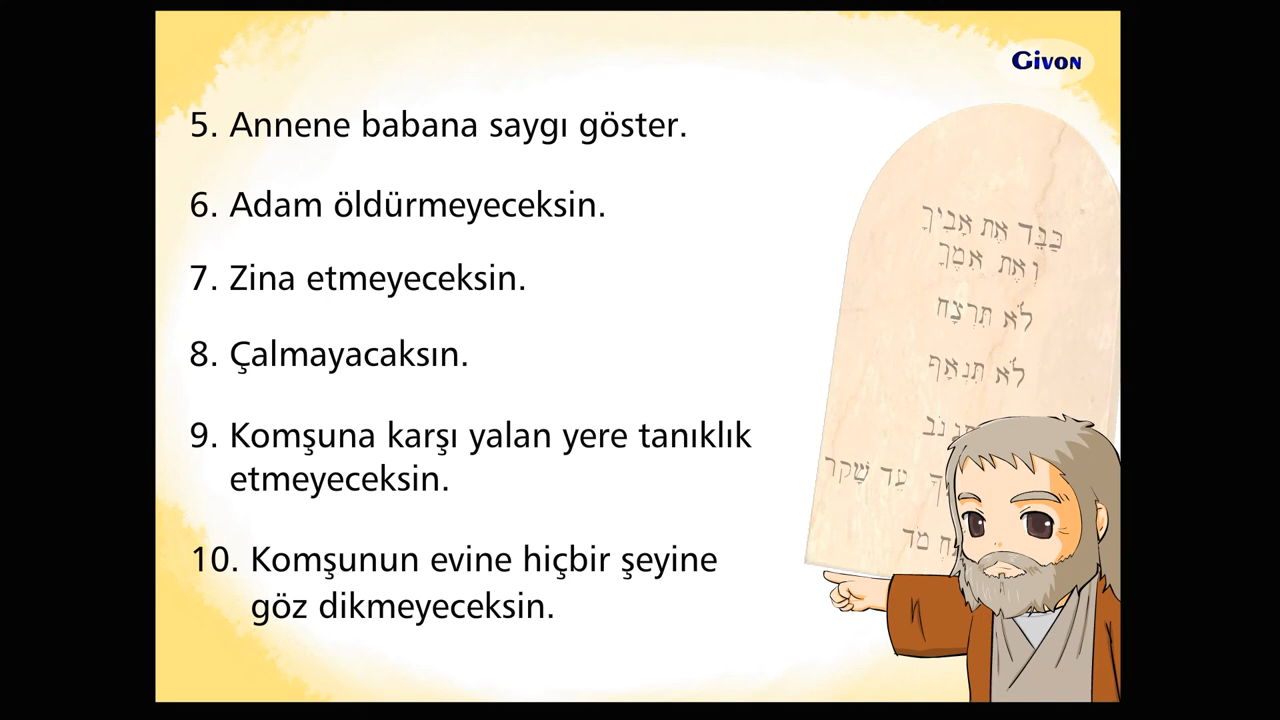 Givon
5. Annene babana saygı göster.
6. Adam öldürmeyeceksin.
7. Zina etmeyeceksin.
8. Çalmayacaksın.
9. Komşuna karşı yalan yere tanıklık
etmeyeceksin.
10. Komşunun evine hiçbir şeyine
göz dikmeyeceksin.
כַּבֵּד אֶת אָבִיךָ
וְאֶת אִמֶּךָ
לֹא תִּרְצָח
לֹא תִּנְאָף
עֵד שָׁקֶר